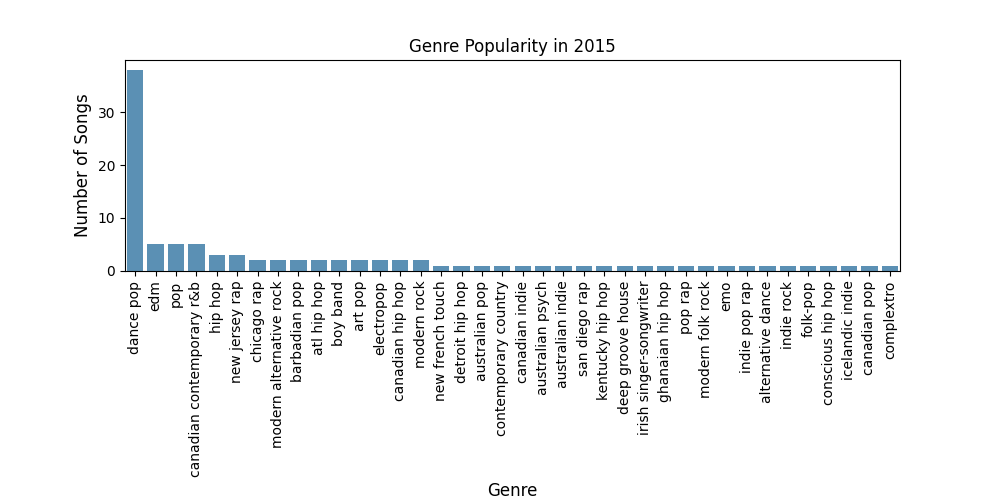 Genre Popularity in 2015
Number of Songs
30
20
10
0
dance pop
edm
pop
canadian contemporary r&b
hip hop
new jersey rap
chicago rap
modern alternative rock
barbadian pop
atl hip hop
boy band
art pop
electropop
canadian hip hop
modern rock
new french touch
detroit hip hop
australian pop
contemporary country
canadian indie
australian psych
australian indie
san diego rap
kentucky hip hop
deep groove house
irish singer-songwriter
ghanaian hip hop
pop rap
modern folk rock
emo
indie pop rap
alternative dance
indie rock
folk-pop
conscious hip hop
icelandic indie
canadian pop
complextro
Genre